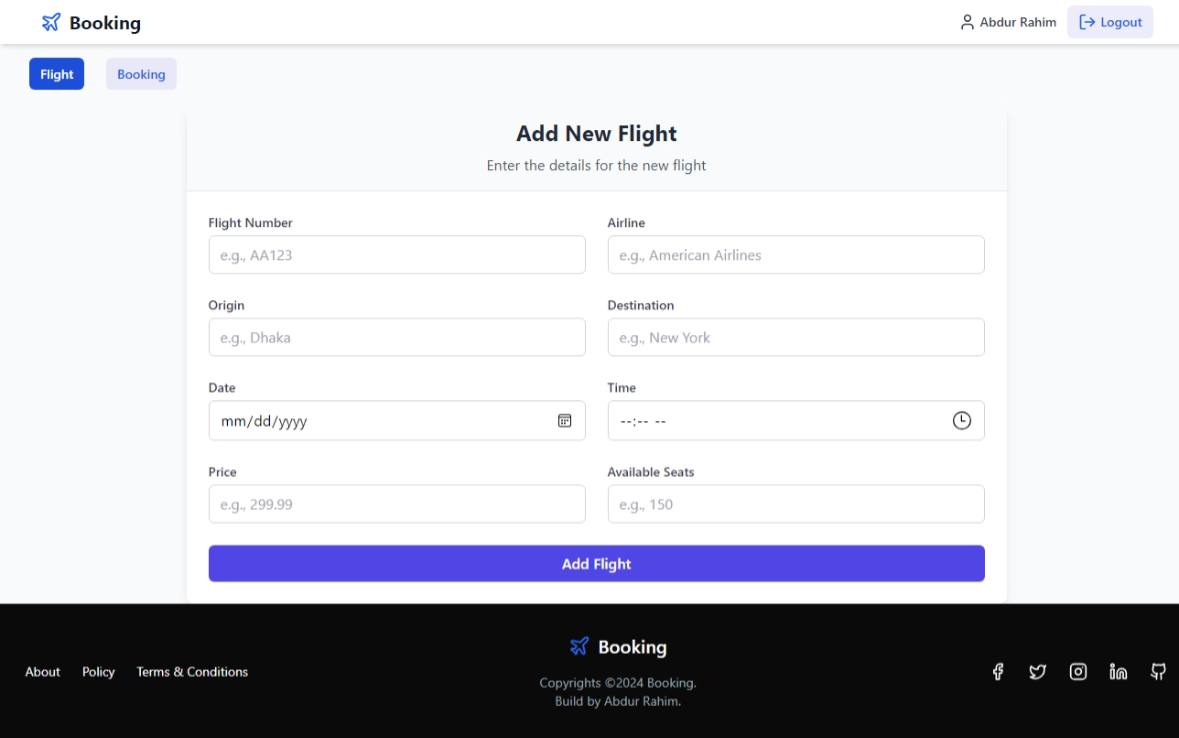 Booking
Abdur Rahim
Logout
Flight
Booking
Add New Flight
Enter the details for the new flight
Flight Number
Airline
e.g., AA123
e.g., American Airlines
Origin
Destination
e.g., Dhaka
e.g., New York
Date
Time
mm/dd/yyyy
--:-- --
Price
Available Seats
e.g., 299.99
e.g., 150
Add Flight
About
Policy
Terms & Conditions
Booking
Copyrights ©2024 Booking.
Build by Abdur Rahim.